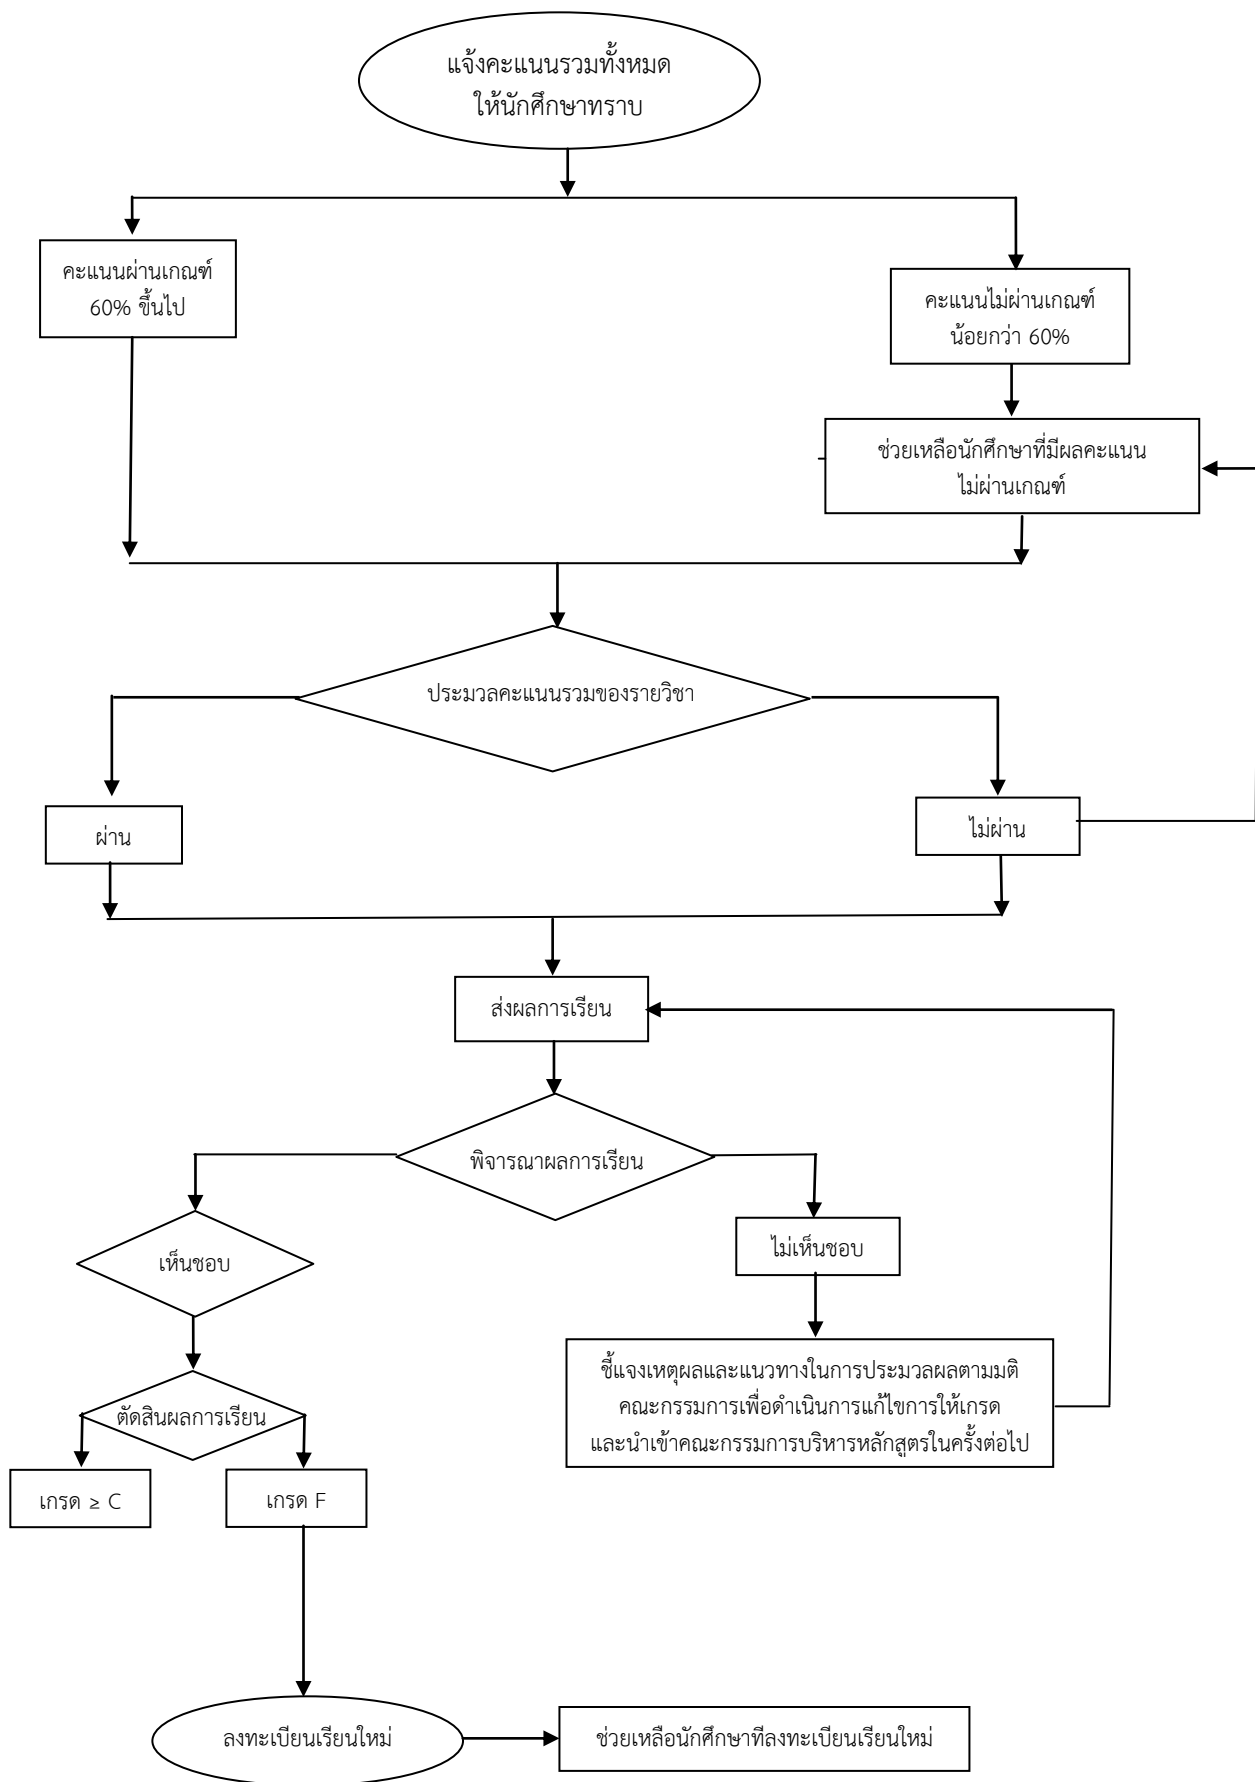 แจ้งคะแนนรวมทั้งหมด
ให้นักศึกษาทราบ
คะแนนผ่านเกณฑ์
60% ขึ้นไป
คะแนนไม่ผ่านเกณฑ์
น้อยกว่า 60%
ช่วยเหลือนักศึกษาที่มีผลคะแนน
ไม่ผ่านเกณฑ์
ประมวลคะแนนรวมของรายวิชา
ผ่าน
ไม่ผ่าน
ส่งผลการเรียน
พิจารณาผลการเรียน
เห็นชอบ
ไม่เห็นชอบ
ชี้แจงเหตุผลและแนวทางในการประมวลผลตามมติ
คณะกรรมการเพื่อดำเนินการแก้ไขการให้เกรด
และนำเข้าคณะกรรมการบริหารหลักสูตรในครั้งต่อไป
ตัดสินผลการเรียน
เกรด ≥ C
เกรด F
ลงทะเบียนเรียนใหม่
ช่วยเหลือนักศึกษาทีลงทะเบียนเรียนใหม่